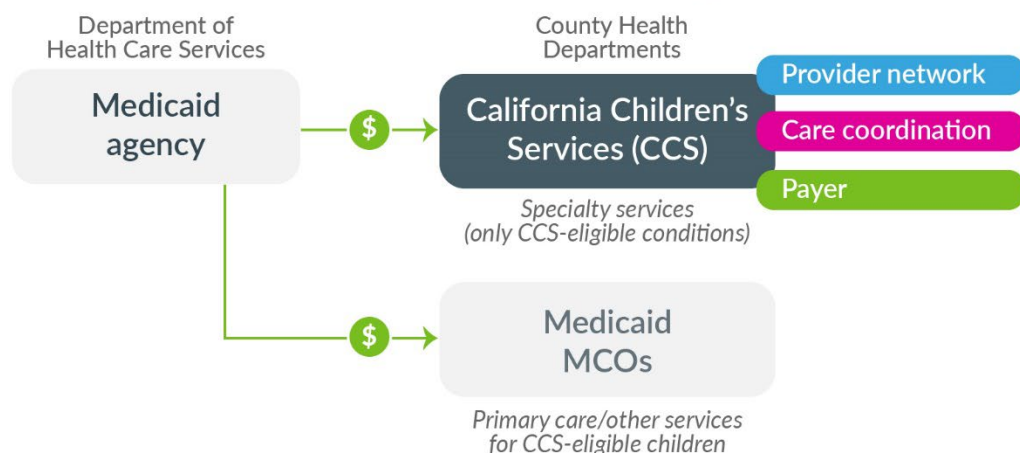 Department of
Health Care Services
Medicaid
agency
$
County Health
Departments
California Children’s
Services (CCS)
Provider network
Care coordination
Payer
Specialty services
(only CCS-eligible conditions)
$
Medicaid
MCOs
Primary care/other services
for CCS-eligible children